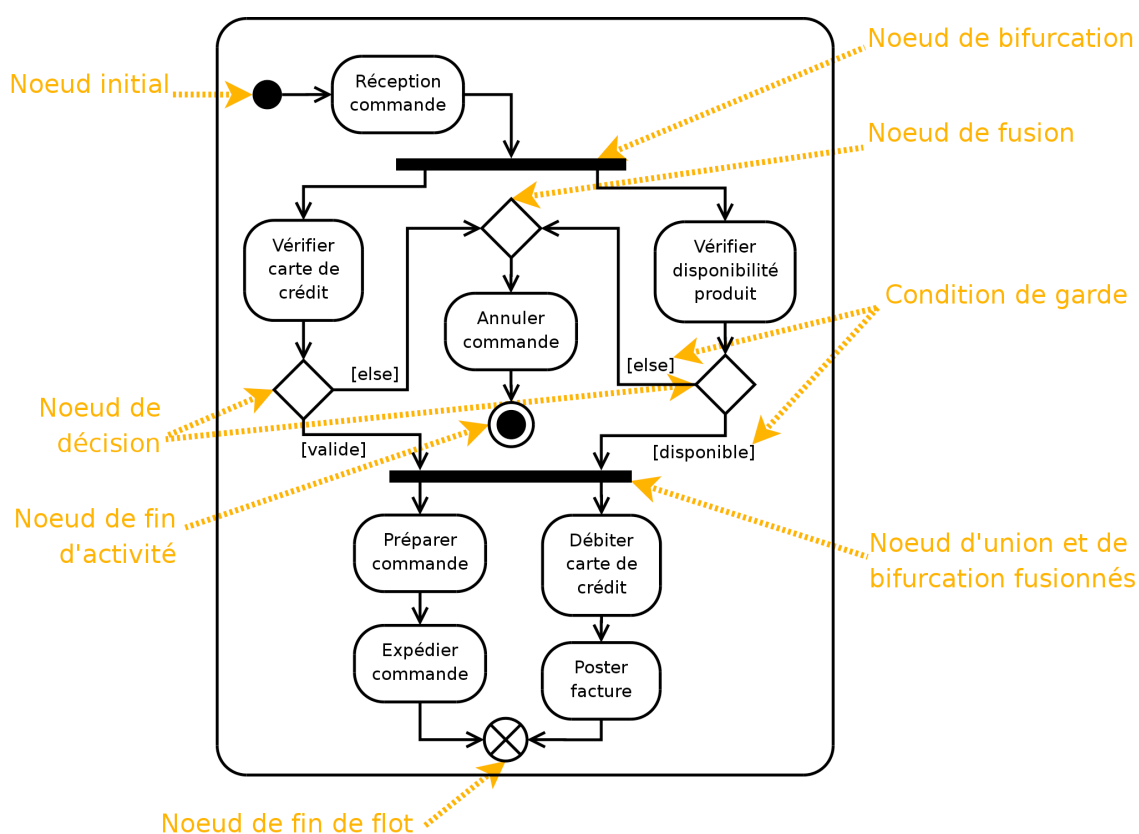 Noeud de bifurcation
Noeud initial
Réception
commande
Noeud de fusion
Vérifier
carte de
crédit
Vérifier
disponibilité
produit
Condition de garde
Annuler
commande
[else]
[else]
Noeud de
décision
[valide]
[disponible]
Noeud de fin
d'activité
Noeud d'union et de
bifurcation fusionnés
Préparer
commande
Débiter
carte de
crédit
Expédier
commande
Poster
facture
Noeud de fin de flot